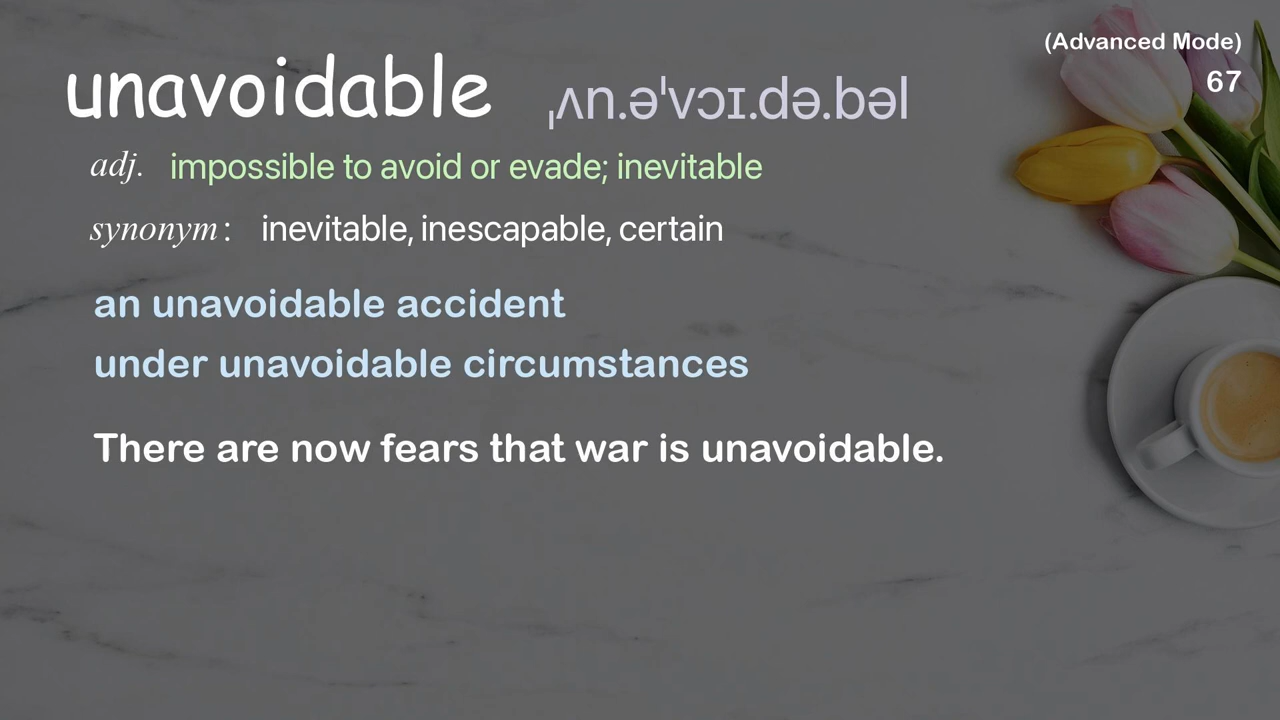 (Advanced Mode)
67
unavoidable ˌʌn.əˈvɔɪ.də.bəl
adj. impossible to avoid or evade; inevitable
synonym: inevitable, inescapable, certain
an unavoidable accident
under unavoidable circumstances
There are now fears that war is unavoidable.